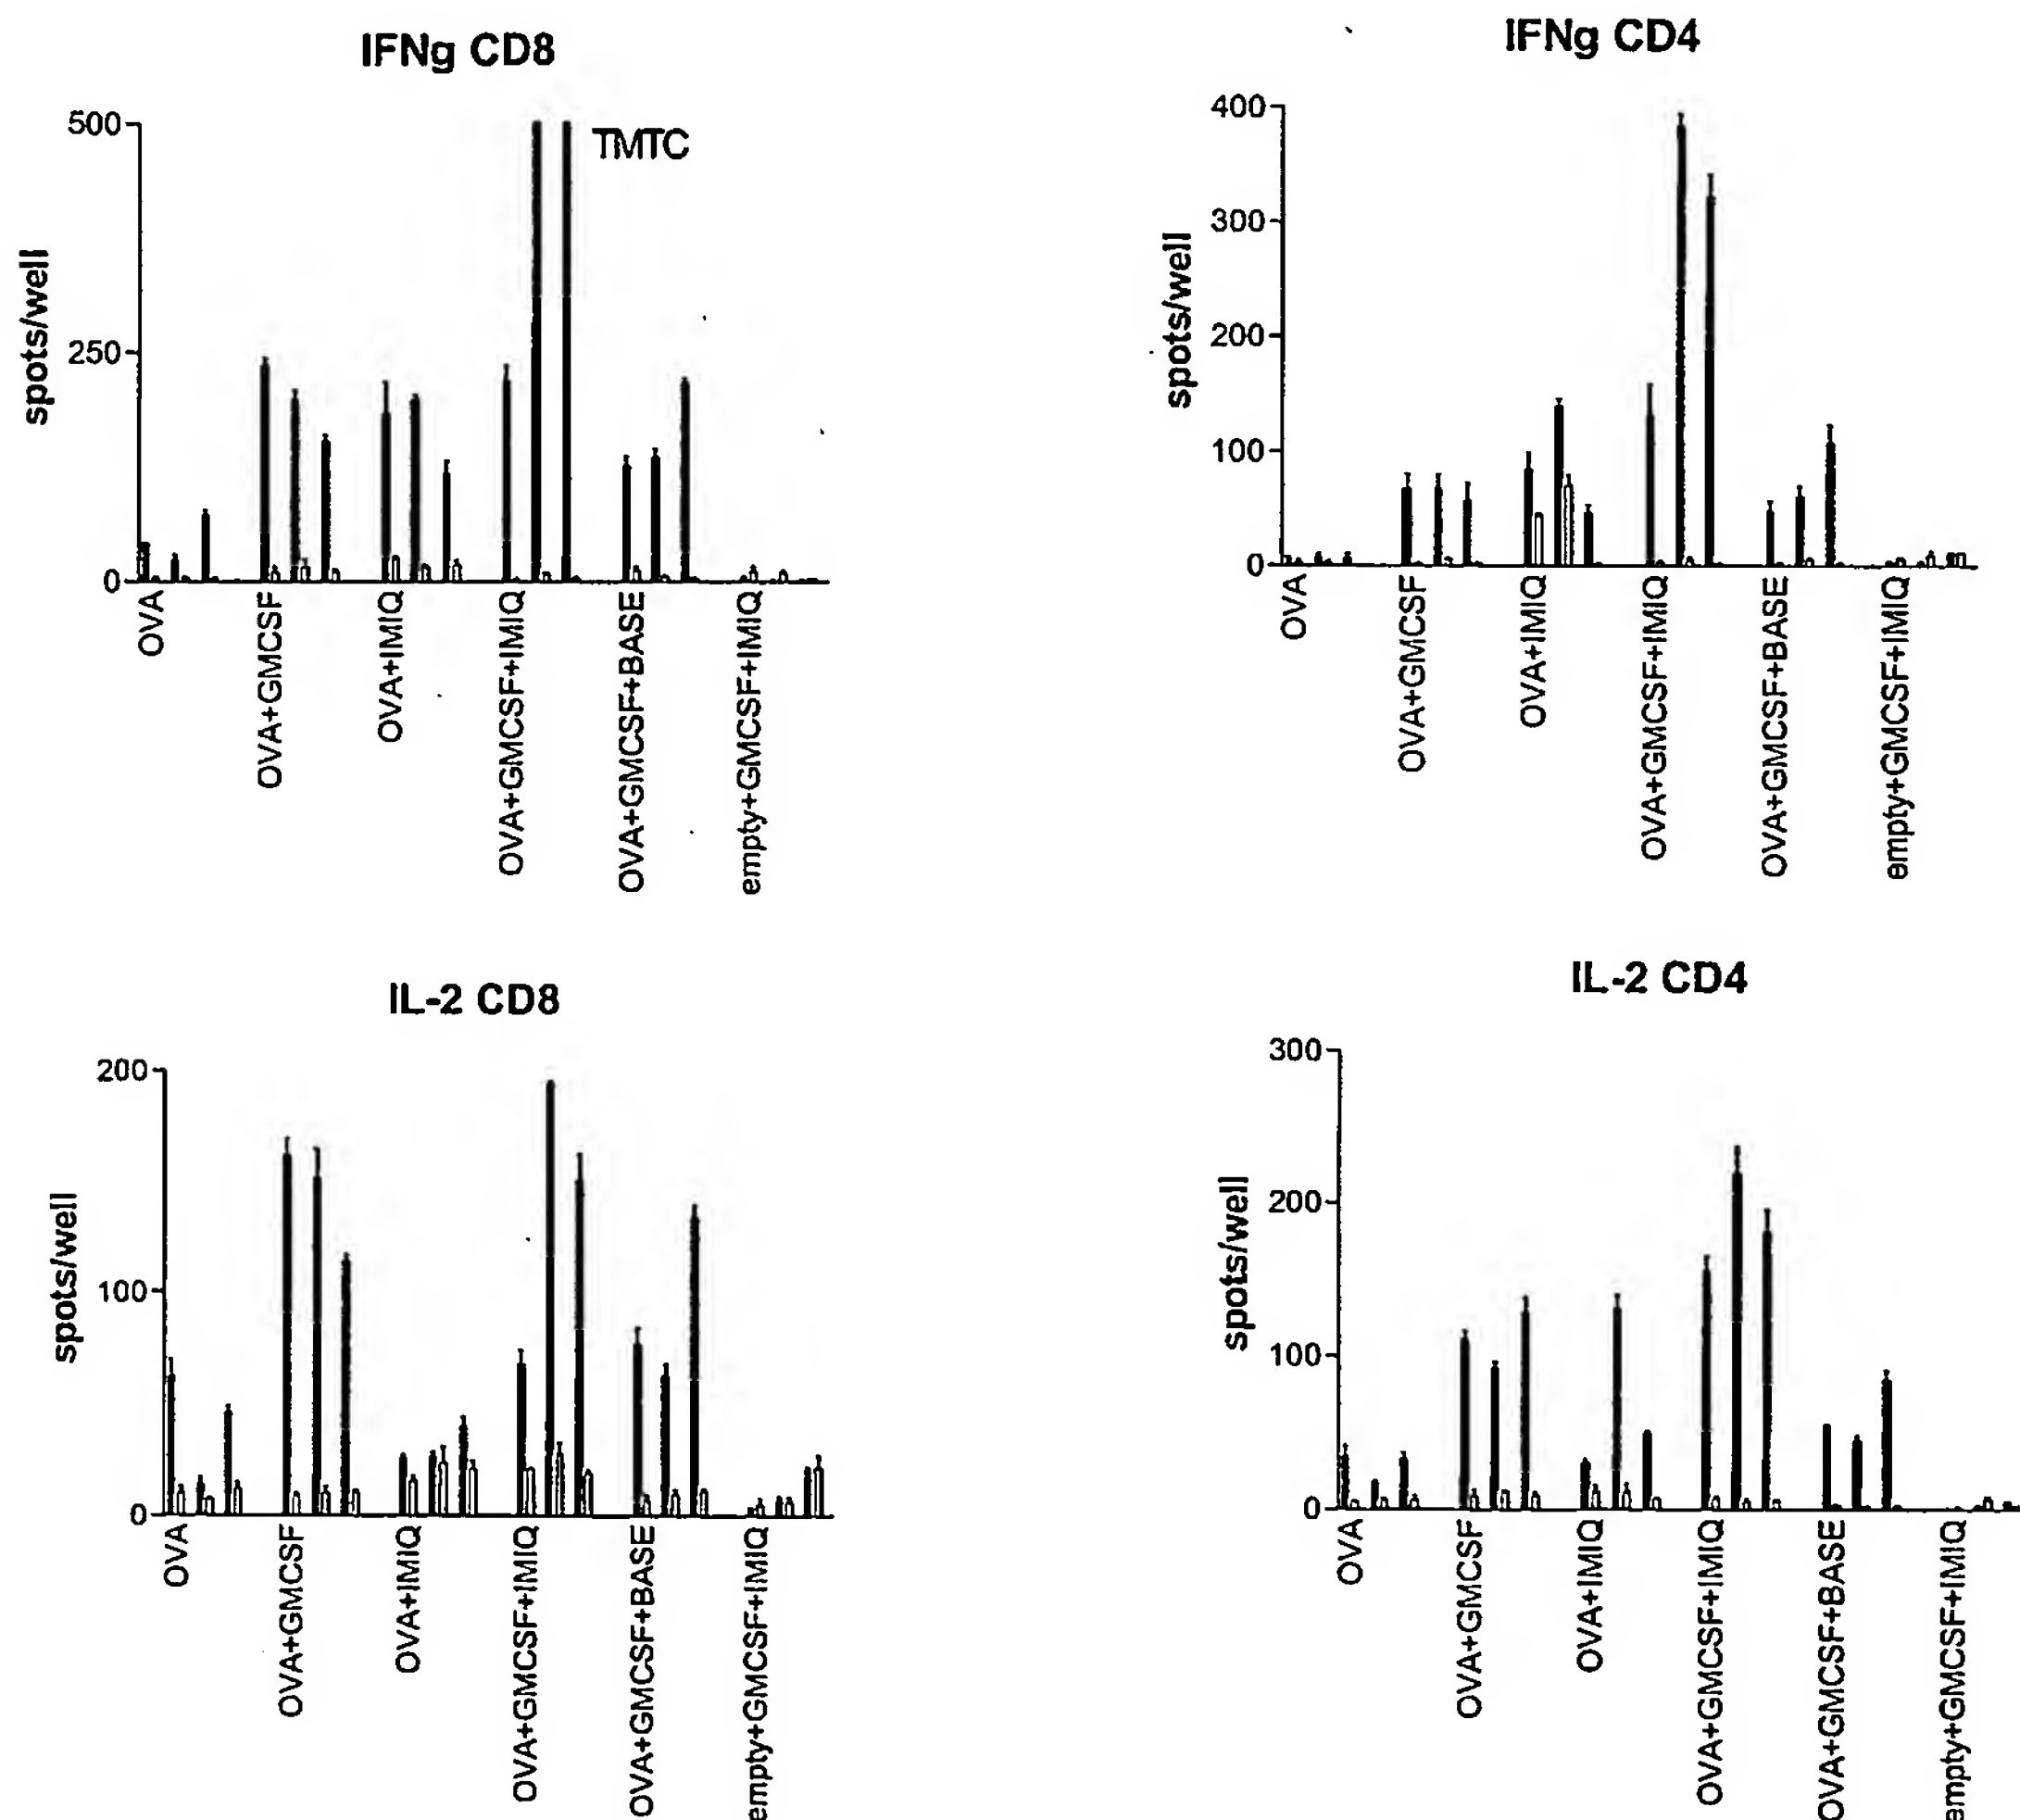 IFNg CD8
500
TMTC
250
0
spots/well
OVA
OVA+GMCSF
OVA+IMIQ
OVA+GMCSF+IMIQ
OVA+GMCSF+BASE
empty+GMCSF+IMIQ
IFNg CD4
400
300
200
100
0
spots/well
OVA
OVA+GMCSF
OVA+IMIQ
OVA+GMCSF+IMIQ
OVA+GMCSF+BASE
empty+GMCSF+IMIQ
IL-2 CD8
200
100
0
spots/well
OVA
OVA+GMCSF
OVA+IMIQ
OVA+GMCSF+IMIQ
OVA+GMCSF+BASE
empty+GMCSF+IMIQ
IL-2 CD4
300
200
100
0
spots/well
OVA
OVA+GMCSF
OVA+IMIQ
OVA+GMCSF+IMIQ
OVA+GMCSF+BASE
empty+GMCSF+IMIQ